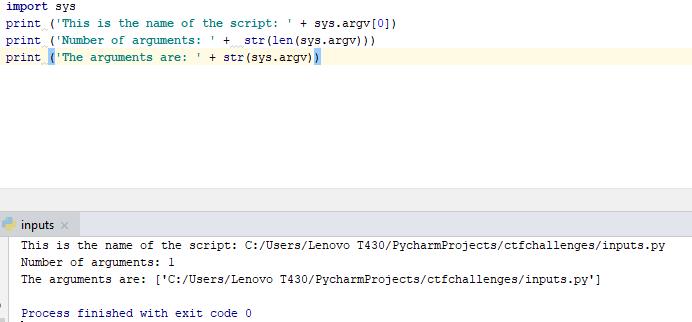 import sys
print ('This is the name of the script: ' + sys.argv[0])
print ('Number of arguments: ' +  str(len(sys.argv)))
print ('The arguments are: ' + str(sys.argv))
inputs
This is the name of the script: C:/Users/Lenovo T430/PycharmProjects/ctfchallenges/inputs.py
Number of arguments: 1
The arguments are: ['C:/Users/Lenovo T430/PycharmProjects/ctfchallenges/inputs.py']
Process finished with exit code 0